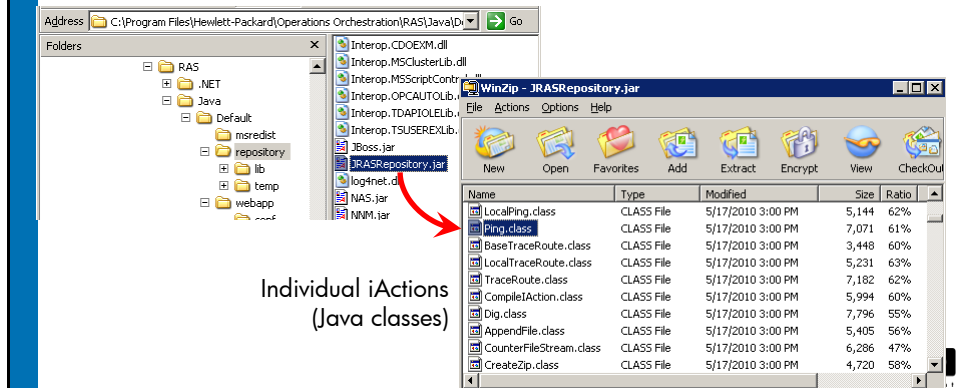 Address C:\Program Files\Hewlett-Packard\Operations Orchestration\RAS\Java\D Go
Folders x
RAS
.NET
Java
Default
msredist
repository
lib
temp
webapp
Interop.CDOEXM.dll
Interop.MSClusterLib.dll
Interop.MSScriptContr
Interop.OPCAUTOLib.
Interop.TDAPIOLELib.
Interop.TSUSEREXLib.
JBoss.jar
JRASRepository.jar
log4net.d
NAS.jar
NNM.jar
WinZip - JRASRepository.jar
File Actions Options Help
New Open Favorites Add Extract Encrypt View CheckOu
Name Type Modified Size Ratio
LocalPing.class CLASS File 5/17/2010 3:00 PM 5,144 62%
Ping.class CLASS File 5/17/2010 3:00 PM 7,071 61%
BaseTraceRoute.class CLASS File 5/17/2010 3:00 PM 3,448 60%
LocalTraceRoute.class CLASS File 5/17/2010 3:00 PM 5,231 63%
TraceRoute.class CLASS File 5/17/2010 3:00 PM 7,182 62%
CompileIAction.class CLASS File 5/17/2010 3:00 PM 5,994 60%
Dig.class CLASS File 5/17/2010 3:00 PM 7,796 55%
AppendFile.class CLASS File 5/17/2010 3:00 PM 5,405 56%
CounterFileStream.class CLASS File 5/17/2010 3:00 PM 6,286 47%
CreateZip.class CLASS File 5/17/2010 3:00 PM 4,720 58%
Individual iActions
(Java classes)